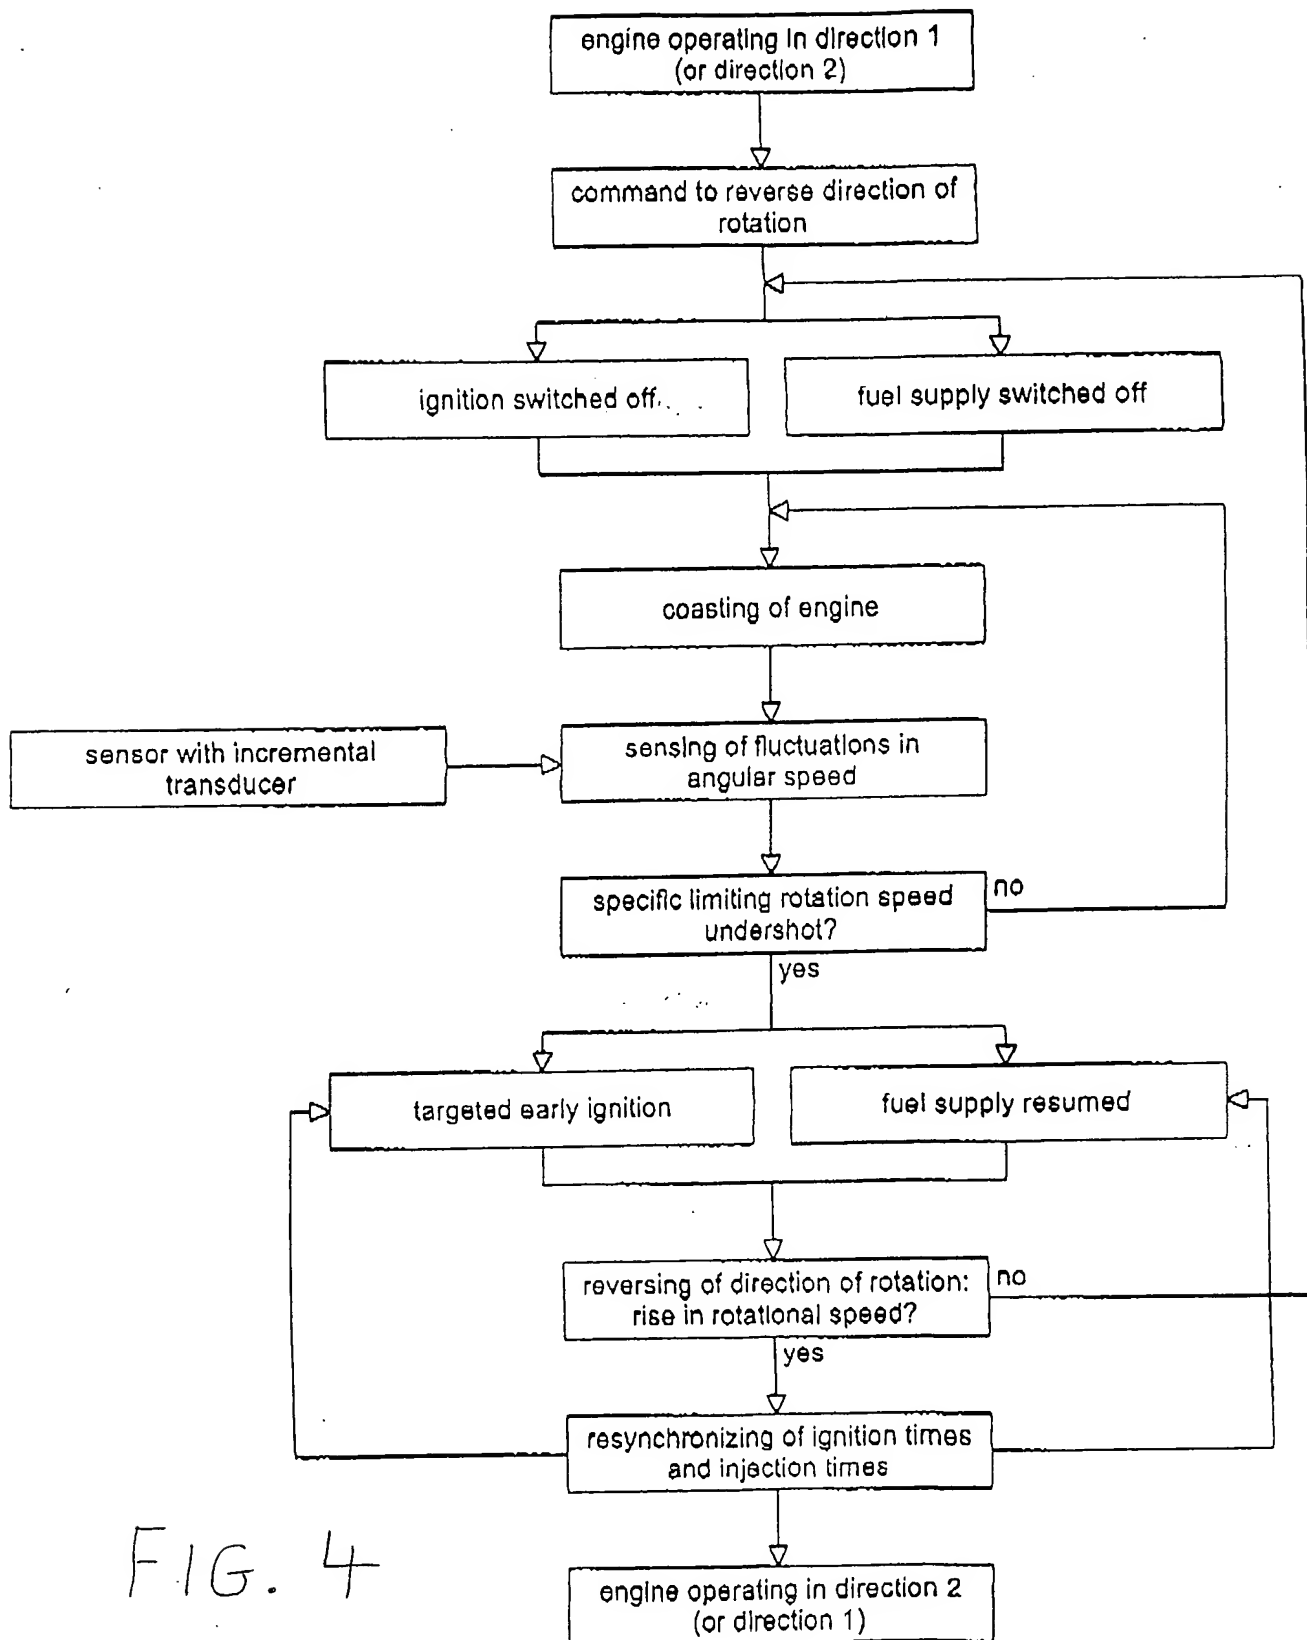 engine operating in direction 1
(or direction 2)
command to reverse direction of
rotation
ignition switched off
fuel supply switched off
coasting of engine
sensor with incremental
transducer
sensing of fluctuations in
angular speed
specific limiting rotation speed
undershot?
no
yes
targeted early ignition
fuel supply resumed
reversing of direction of rotation:
rise in rotational speed?
no
yes
resynchronizing of ignition times
and injection times
FIG. 4
engine operating in direction 2
(or direction 1)